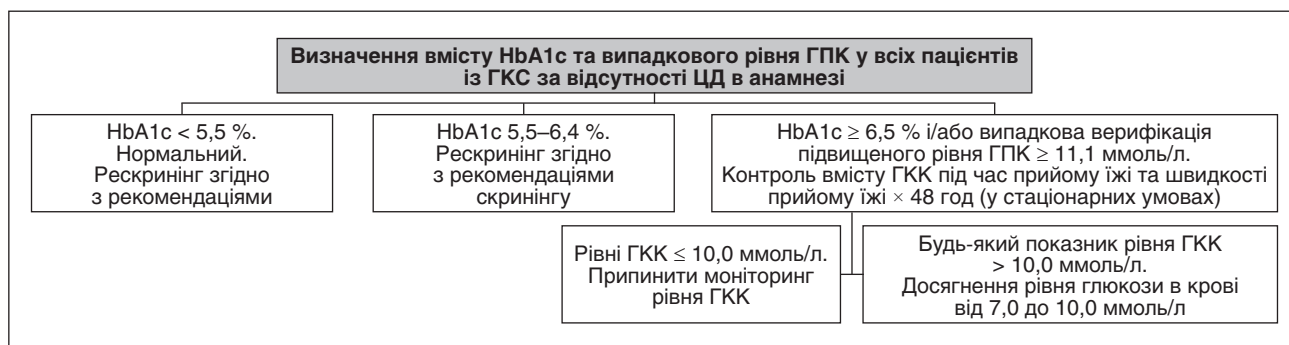 Визначення вмісту HbA1c та випадкового рівня ГПК у всіх пацієнтів
із ГКС за відсутності ЦД в анамнезі
HbA1c < 5,5 %.
Нормальний.
Рескринінг згідно
з рекомендаціями
HbA1c 5,5–6,4 %.
Рескринінг згідно
з рекомендаціями
скринінгу
HbA1c ≥ 6,5 % і/або випадкова верифікація
підвищеного рівня ГПК ≥ 11,1 ммоль/л.
Контроль вмісту ГКК під час прийому їжі та швидкості
прийому їжі × 48 год (у стаціонарних умовах)
Рівні ГКК ≤ 10,0 ммоль/л.
Припинити моніторинг
рівня ГКК
Будь-який показник рівня ГКК
> 10,0 ммоль/л.
Досягнення рівня глюкози в крові
від 7,0 до 10,0 ммоль/л